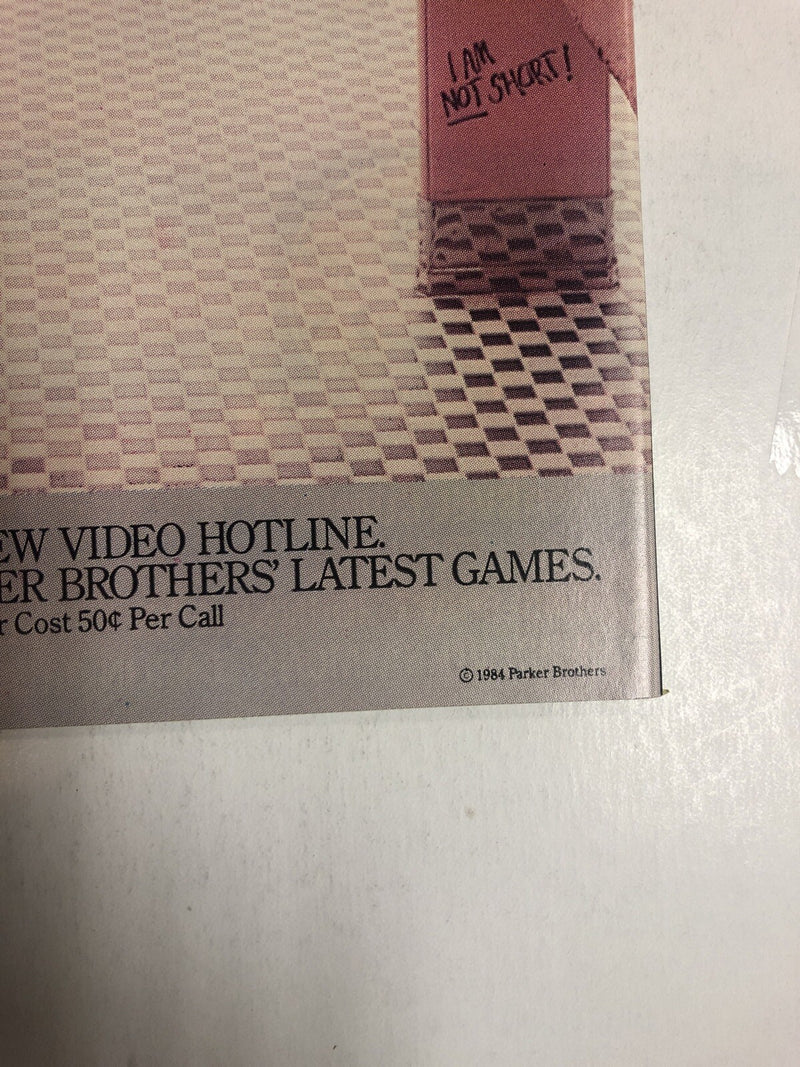 I AM
NOT SHORT!
EW VIDEO HOTLINE.
ER BROTHERS' LATEST GAMES.
r Cost 50¢ Per Call
© 1984 Parker Brothers